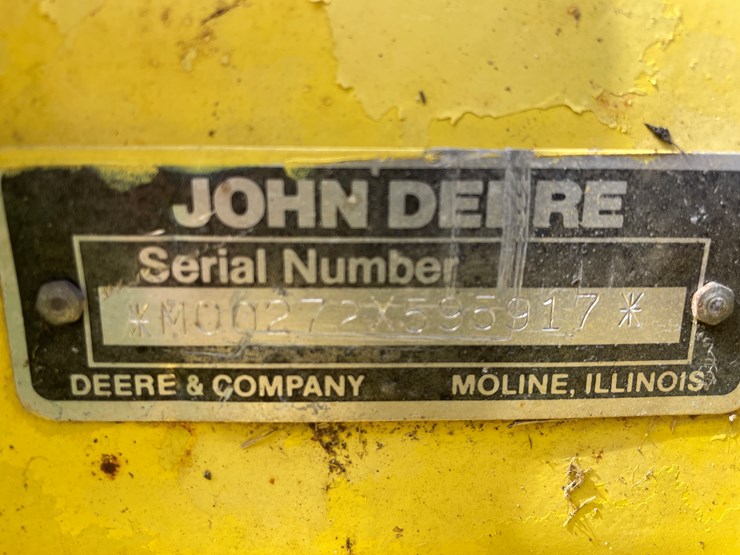 JOHN DEERE
Serial Number
*M00272X595917*
DEERE & COMPANY MOLINE, ILLINOIS